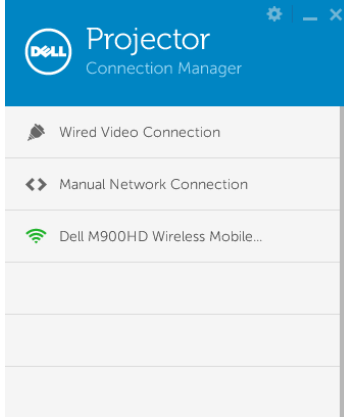 DELL
Projector
Connection Manager
Wired Video Connection
Manual Network Connection
Dell M900HD Wireless Mobile...